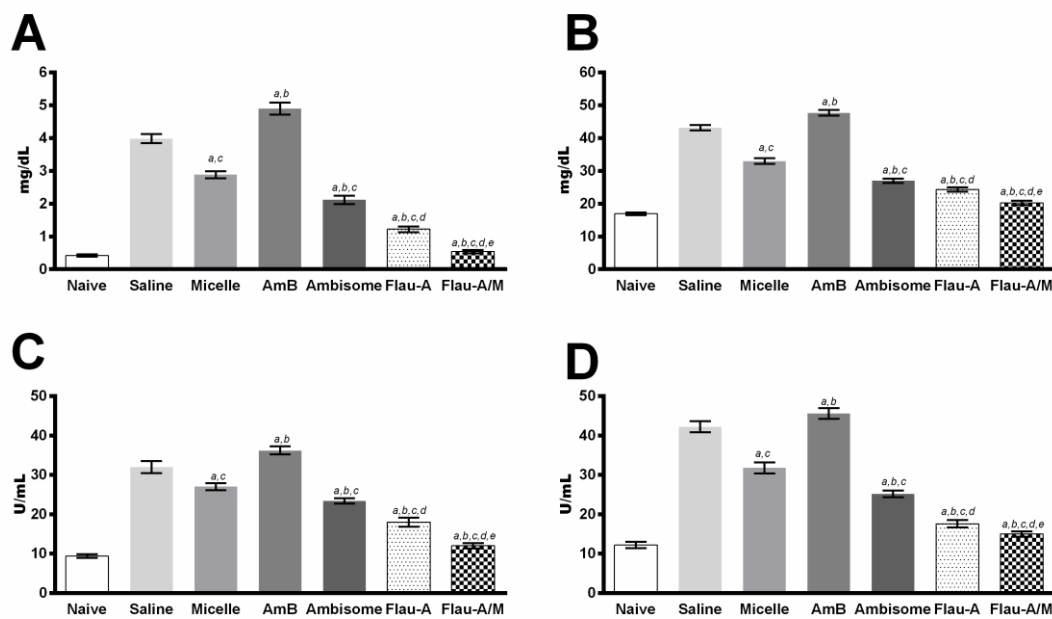 A
mg/dL
6
5
4
3
2
1
0
a,c
a,b
a,b,c
a,b,c,d
a,b,c,d,e
Naive Saline Micelle AmB Ambisome Flau-A Flau-A/M
B
mg/dL
60
50
40
30
20
10
0
a,c
a,b
a,b,c
a,b,c,d
a,b,c,d,e
Naive Saline Micelle AmB Ambisome Flau-A Flau-A/M
C
U/mL
50
40
30
20
10
0
a,c
a,b
a,b,c
a,b,c,d
a,b,c,d,e
Naive Saline Micelle AmB Ambisome Flau-A Flau-A/M
D
U/mL
50
40
30
20
10
0
a,c
a,b
a,b,c
a,b,c,d
a,b,c,d,e
Naive Saline Micelle AmB Ambisome Flau-A Flau-A/M